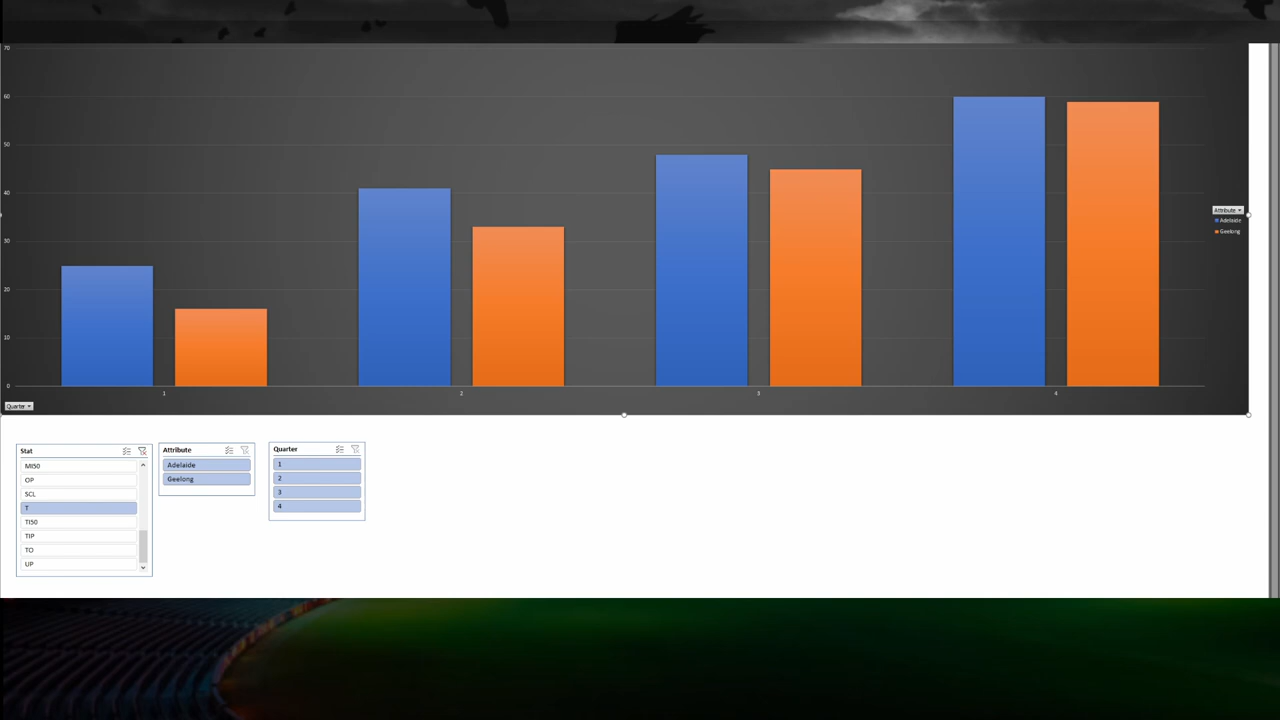 70
60
50
40
30
20
10
0
1 2 3 4
Attribute
Adelaide
Geelong
Quarter
Stat
MI50
OP
SCL
T
TI50
TIP
TO
UP
Attribute
Adelaide
Geelong
Quarter
1
2
3
4